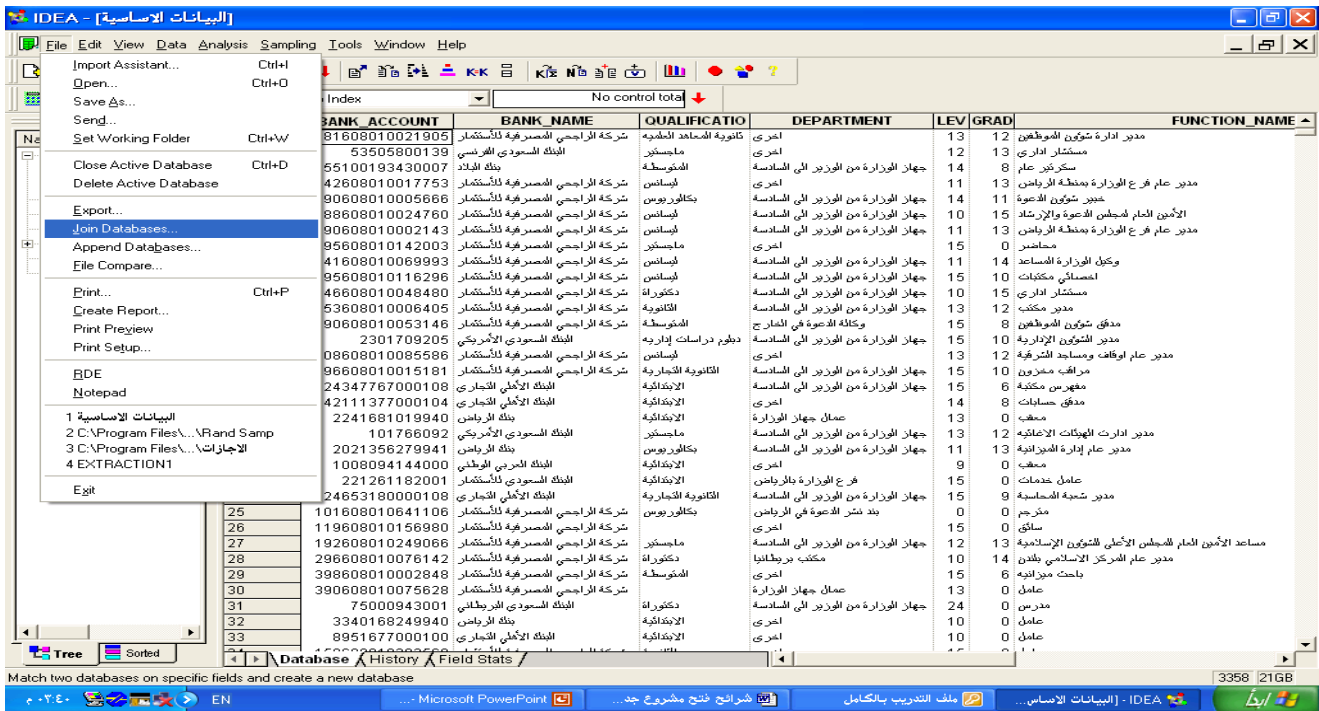 IDEA - [البيانات الاساسية]
File Edit View Data Analysis Sampling Tools Window Help
Import Assistant... Ctrl+I
Open... Ctrl+O
Save As...
Send...
Set Working Folder Ctrl+W
Close Active Database Ctrl+D
Delete Active Database
Export...
Join Databases...
Append Databases...
File Compare...
Print... Ctrl+P
Create Report...
Print Preview
Print Setup...
RDE
Notepad
1 البيانات الاساسية
2 C:\Program Files\...\Rand Samp
3 C:\Program Files\...\الاجازات
4 EXTRACTION1
Exit
Index No control total
BANK_ACCOUNT BANK_NAME QUALIFICATIO DEPARTMENT LEV GRAD FUNCTION_NAME
81608010021905 شركة الراجحي المصرفية للأستثمار ثانوية المعاهد العلمية اخرى 13 12 مدير ادارة شؤون الموظفين
53505800139 البنك السعودي الفرنسي ماجستير اخرى 12 13 مستشار اداري
55100193430007 بنك البلاد المتوسطة جهاز الوزارة من الوزير الى السادسة 14 8 سكرتير عام
42608010017753 شركة الراجحي المصرفية للأستثمار ليسانس اخرى 11 13 مدير عام فرع الوزارة بمنطة الرياض
90608010005666 شركة الراجحي المصرفية للأستثمار بكالوريوس جهاز الوزارة من الوزير الى السادسة 14 11 خبير شؤون الدعوة
88608010024760 شركة الراجحي المصرفية للأستثمار ليسانس جهاز الوزارة من الوزير الى السادسة 10 15 الأمين العام لمجلس الدعوة والإرشاد
90608010002143 شركة الراجحي المصرفية للأستثمار ليسانس جهاز الوزارة من الوزير الى السادسة 11 13 مدير عام فرع الوزارة بمنطة الرياض
95608010142003 شركة الراجحي المصرفية للأستثمار ماجستير اخرى 15 0 محاضر
41608010069993 شركة الراجحي المصرفية للأستثمار ليسانس جهاز الوزارة من الوزير الى السادسة 11 14 وكيل الوزارة المساعد
95608010116296 شركة الراجحي المصرفية للأستثمار ليسانس جهاز الوزارة من الوزير الى السادسة 15 10 اخصائي مكتبات
46608010048480 شركة الراجحي المصرفية للأستثمار دكتوراة جهاز الوزارة من الوزير الى السادسة 10 15 مستشار اداري
53608010006405 شركة الراجحي المصرفية للأستثمار الثانوية جهاز الوزارة من الوزير الى السادسة 13 12 مدير مكتب
90608010053146 شركة الراجحي المصرفية للأستثمار المتوسطة وكالة الدعوة في الخارج 15 8 مدقق شؤون الموظفين
2301709205 البنك السعودي الأمريكي دبلوم دراسات إدارية جهاز الوزارة من الوزير الى السادسة 15 10 مدير الشؤون الإدارية
08608010085586 شركة الراجحي المصرفية للأستثمار ليسانس اخرى 13 12 مدير عام اوقاف ومساجد الشرقية
96608010015181 شركة الراجحي المصرفية للأستثمار الثانوية التجارية جهاز الوزارة من الوزير الى السادسة 15 10 مراقب مخزون
24347767000108 البنك الأهلي التجاري الابتدائية جهاز الوزارة من الوزير الى السادسة 15 6 مفهرس مكتبة
42111377000104 البنك الأهلي التجاري الابتدائية اخرى 14 8 مدقق حسابات
2241681019940 بنك الرياض الابتدائية عمال جهاز الوزارة 13 0 معقب
101766092 البنك السعودي الأمريكي ماجستير جهاز الوزارة من الوزير الى السادسة 13 12 مدير ادارت الهيئات الاغاثيه
2021356279941 بنك الرياض بكالوريوس جهاز الوزارة من الوزير الى السادسة 11 13 مدير عام إدارة الميزانية
1008094144000 البنك العربي الوطني الابتدائية اخرى 9 0 معقب
221261182001 البنك السعودي للأستثمار الابتدائية فرع الوزارة بالرياض 15 0 عامل خدمات
24653180000108 البنك الأهلي التجاري الثانوية التجارية جهاز الوزارة من الوزير الى السادسة 15 9 مدير شعبة المحاسبة
25 101608010641106 شركة الراجحي المصرفية للأستثمار بكالوريوس بند نشر الدعوة في الرياض 0 0 مترجم
26 119608010156980 شركة الراجحي المصرفية للأستثمار اخرى 15 0 سائق
27 192608010249066 شركة الراجحي المصرفية للأستثمار ماجستير جهاز الوزارة من الوزير الى السادسة 12 13 مساعد الأمين العام للمجلس الأعلى للشؤون الإسلامية
28 296608010076142 شركة الراجحي المصرفية للأستثمار دكتوراة مكتب بريطانيا 10 14 مدير عام المركز الاسلامي بلندن
29 398608010002848 شركة الراجحي المصرفية للأستثمار المتوسطة اخرى 15 6 باحث ميزانيه
30 390608010075628 شركة الراجحي المصرفية للأستثمار عمال جهاز الوزارة 13 0 عامل
31 75000943001 البنك السعودي البريطاني دكتوراة جهاز الوزارة من الوزير الى السادسة 24 0 مدرس
32 3340168249940 بنك الرياض الابتدائية اخرى 10 0 عامل
33 8951677000100 البنك الأهلي التجاري الابتدائية اخرى 10 0 عامل
Tree Sorted Database History Field Stats
Match two databases on specific fields and create a new database 3358 21GB
٠٢:٤٠ م EN Microsoft PowerPoint -... شرائح فتح مشروع جد... ملف التدريب بالكامل IDEA - [البيانات الاساس... ابدأ